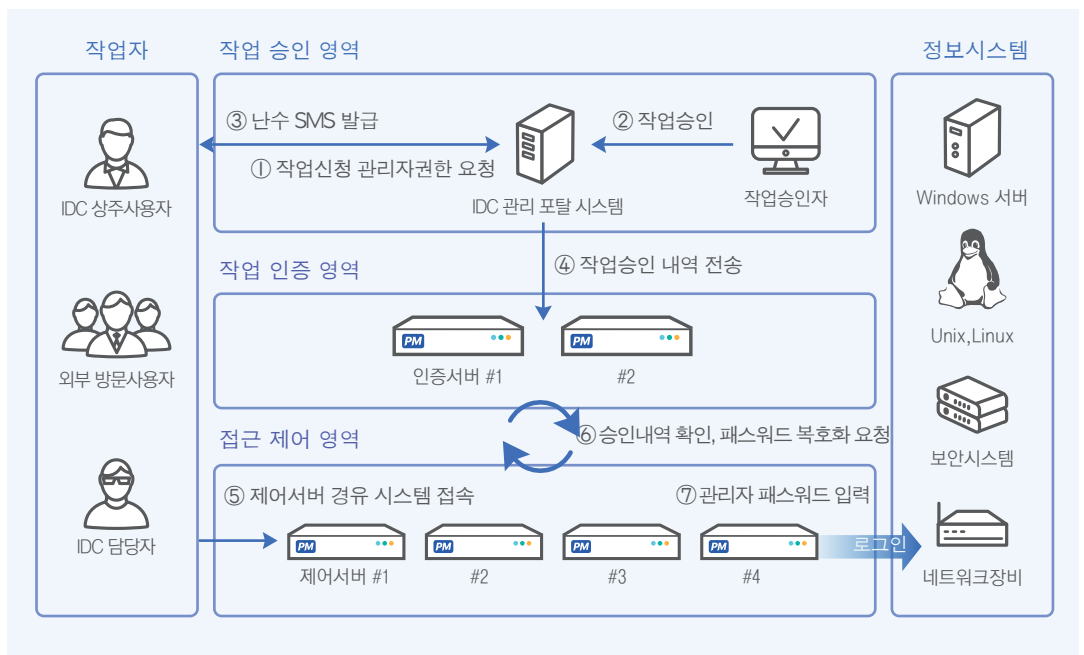 작업자
작업 승인 영역
정보시스템
③ 난수 SMS 발급
② 작업승인
① 작업신청 관리자권한 요청
IDC 상주사용자
IDC 관리 포탈 시스템
작업승인자
Windows 서버
작업 인증 영역
④ 작업승인 내역 전송
PM
PM
인증서버 #1
#2
Unix,Linux
외부 방문사용자
접근 제어 영역
⑥ 승인내역 확인, 패스워드 복호화 요청
보안시스템
⑤ 제어서버 경유 시스템 접속
⑦ 관리자 패스워드 입력
IDC 담당자
PM
PM
PM
PM
로그인
제어서버 #1
#2
#3
#4
네트워크장비